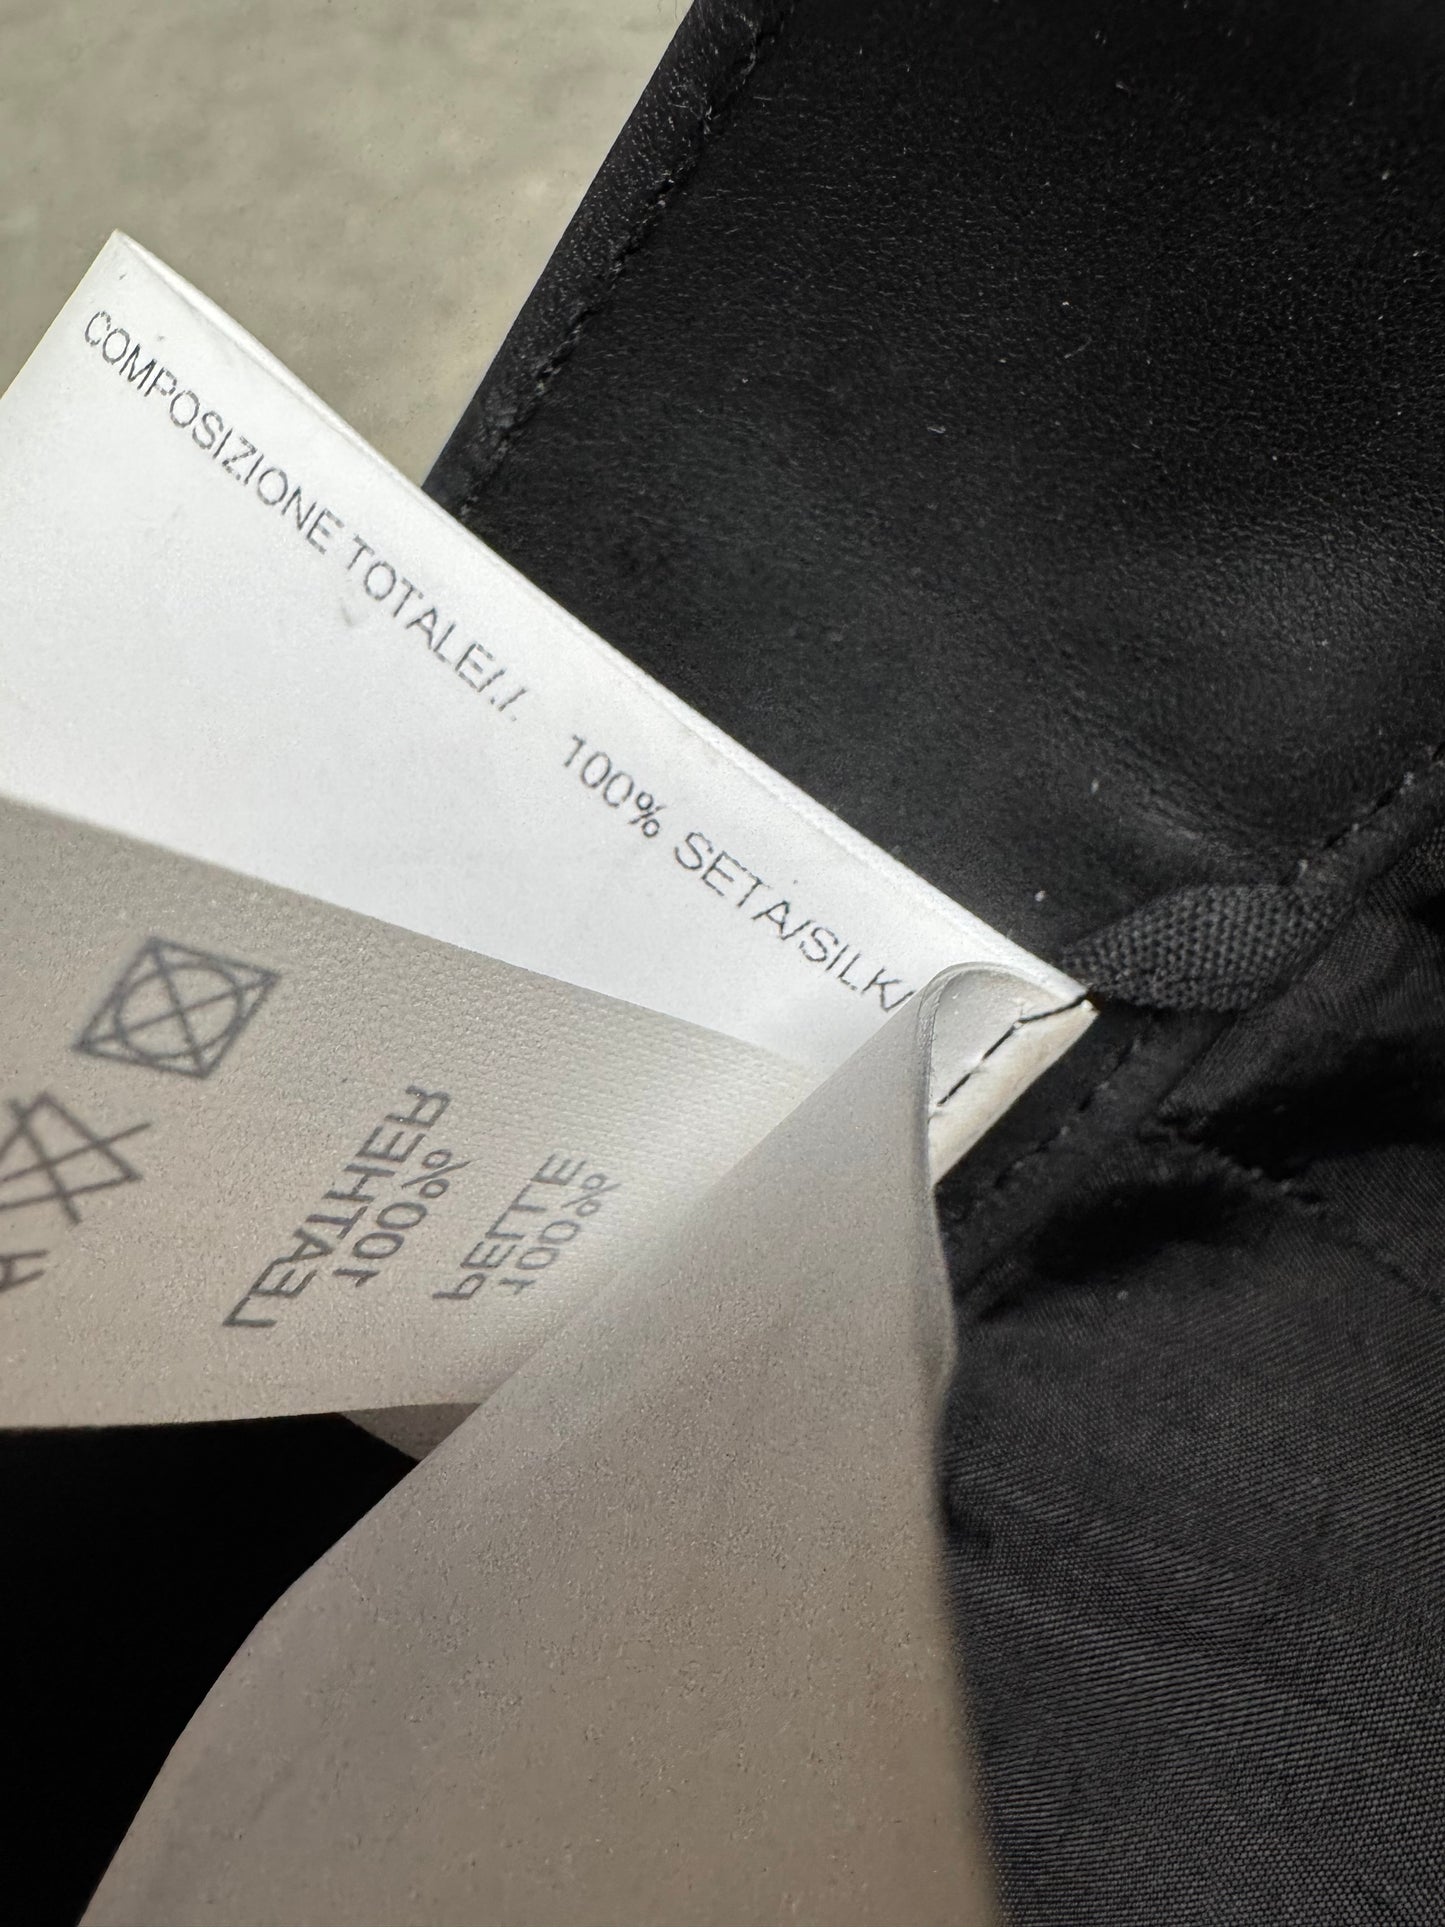 COMPOSIZIONE TOTALE/./. 100% SETA/SILK/
100%
PELLE
100%
LEATHER